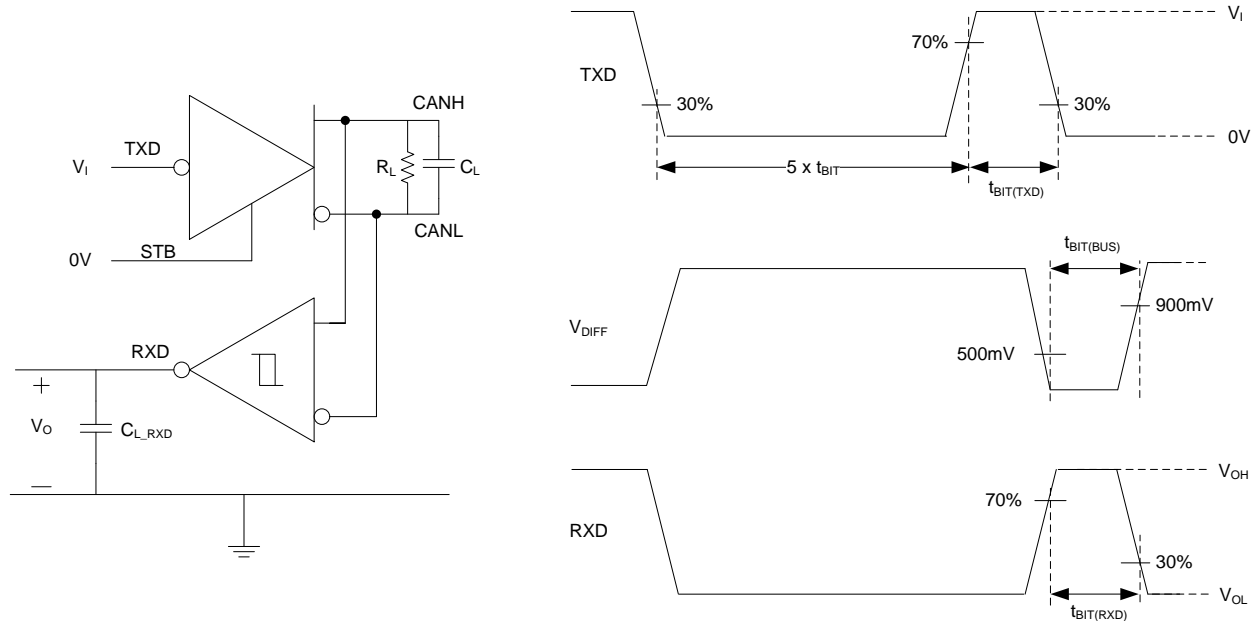 CANH
TXD
V_I
R_L
C_L
CANL
STB
0V
RXD
+
V_O
C_L_RXD
—
V_I
70%
TXD
30%
30%
0V
5 x t_BIT
t_BIT(TXD)
t_BIT(BUS)
900mV
V_DIFF
500mV
V_OH
70%
RXD
30%
V_OL
t_BIT(RXD)